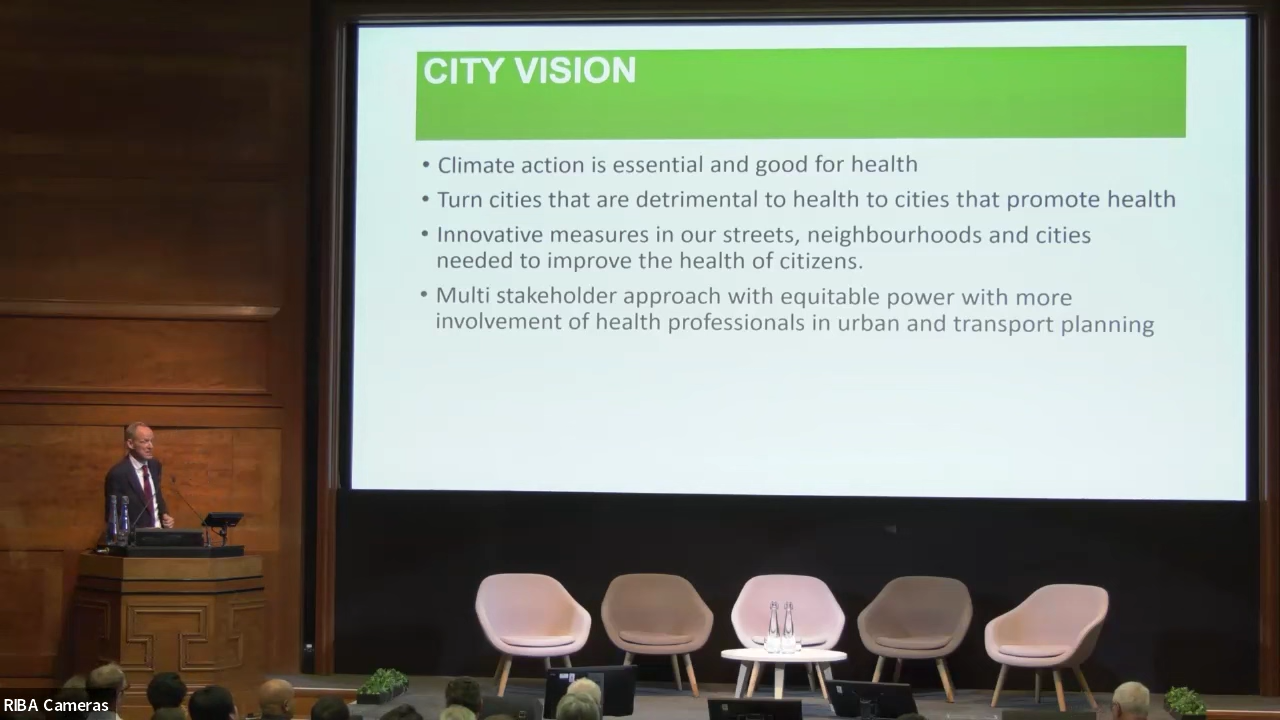 CITY VISION
• Climate action is essential and good for health
• Turn cities that are detrimental to health to cities that promote health
• Innovative measures in our streets, neighbourhoods and cities
needed to improve the health of citizens.
• Multi stakeholder approach with equitable power with more
involvement of health professionals in urban and transport planning
RIBA Cameras